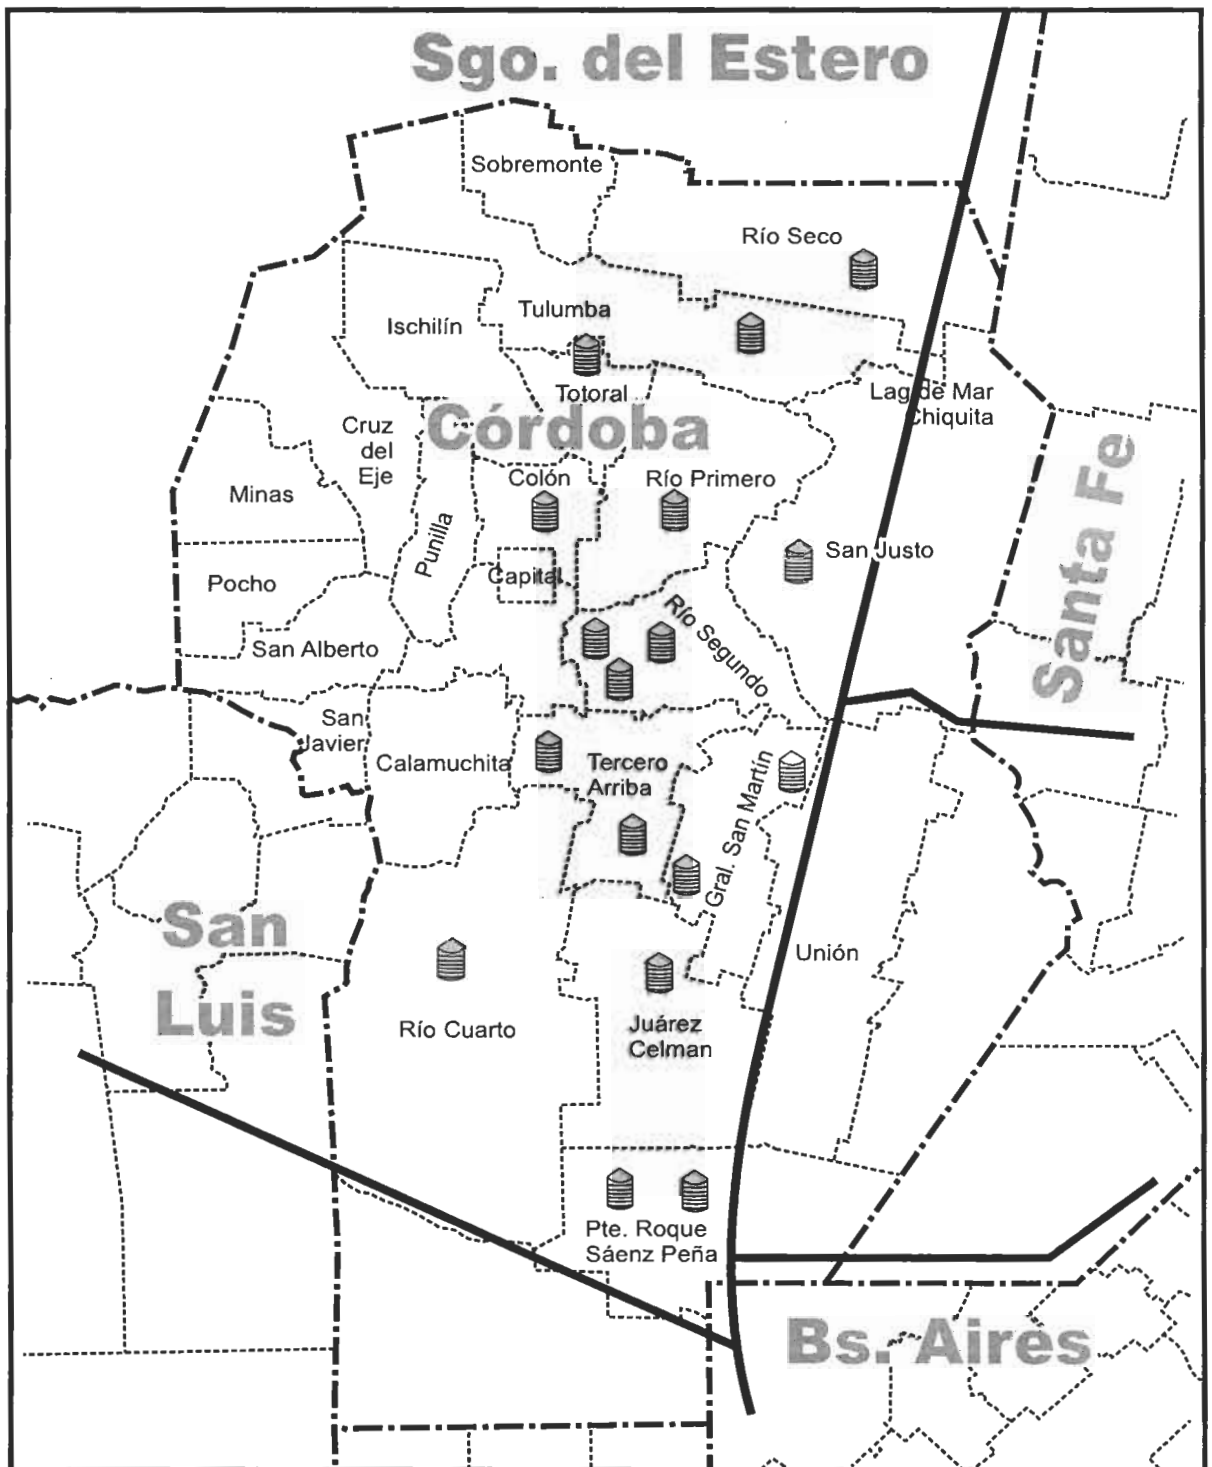 Sgo. del Estero
Sobremonte
Río Seco
Tulumba
Ischilín
Totoral
Lag de Mar
Chiquita
Córdoba
Cruz
del
Eje
Minas
Colón
Río Primero
Santa Fe
Punilla
San Justo
Capital
Pocho
Río Segundo
San Alberto
San
Javier
Calamuchita
Tercero
Arriba
Gral. San Martín
San
Luis
Unión
Río Cuarto
Juárez
Celman
Pte. Roque
Sáenz Peña
Bs. Aires